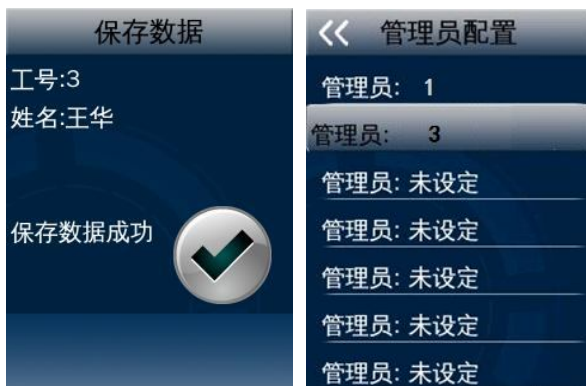 保存数据
工号:3
姓名:王华
保存数据成功
管理员配置
管理员: 1
管理员: 3
管理员: 未设定
管理员: 未设定
管理员: 未设定
管理员: 未设定
管理员: 未设定